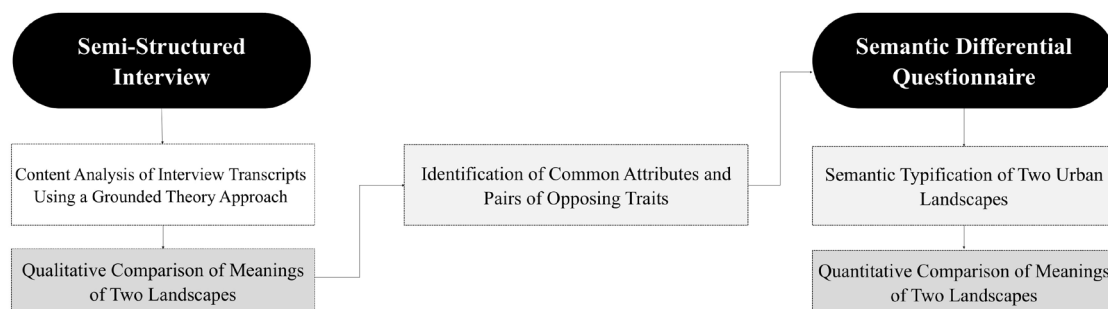 Semi-Structured
Interview
Content Analysis of Interview Transcripts
Using a Grounded Theory Approach
Qualitative Comparison of Meanings
of Two Landscapes
Identification of Common Attributes and
Pairs of Opposing Traits
Semantic Differential
Questionnaire
Semantic Typification of Two Urban
Landscapes
Quantitative Comparison of Meanings
of Two Landscapes